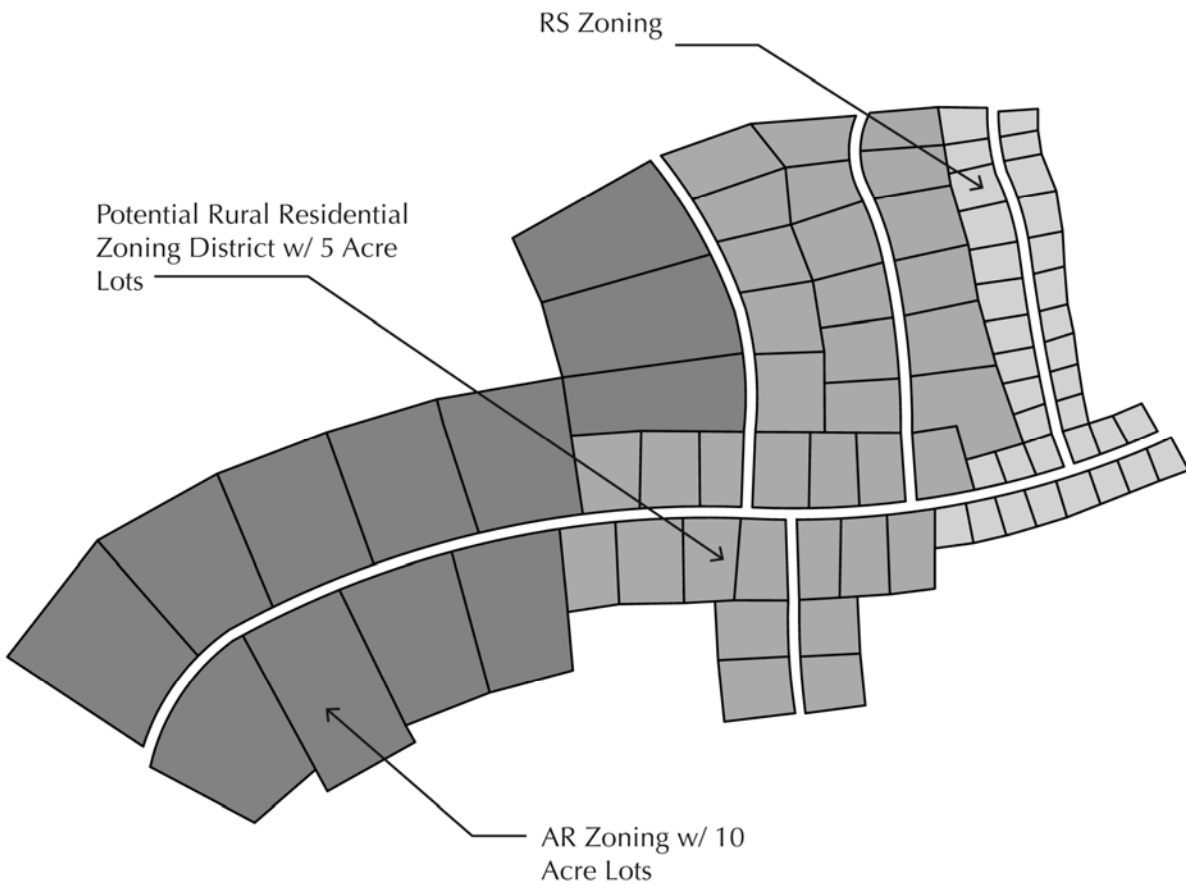 RS Zoning
Potential Rural Residential
Zoning District w/ 5 Acre
Lots
AR Zoning w/ 10
Acre Lots